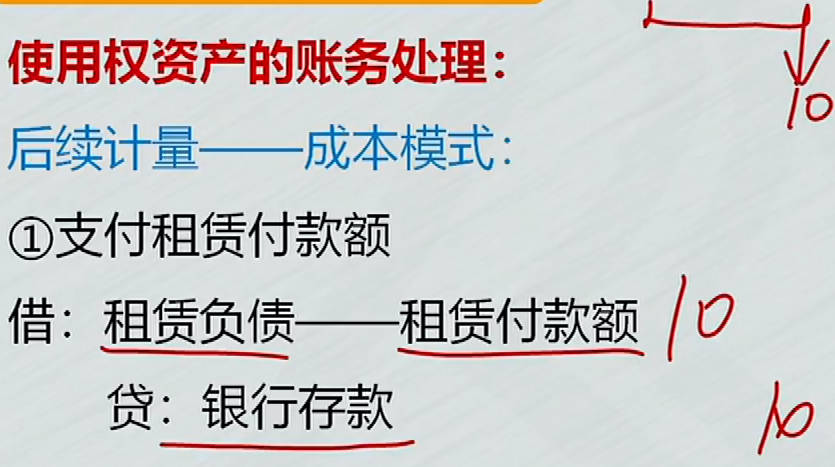 使用权资产的账务处理：
10
后续计量——成本模式：
①支付租赁付款额
借：租赁负债——租赁付款额 10
贷：银行存款 10